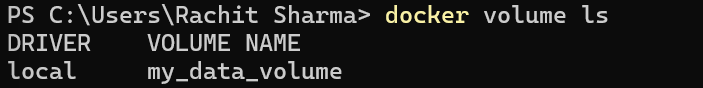 PS C:\Users\Rachit Sharma> docker volume ls
DRIVER    VOLUME NAME
local     my_data_volume